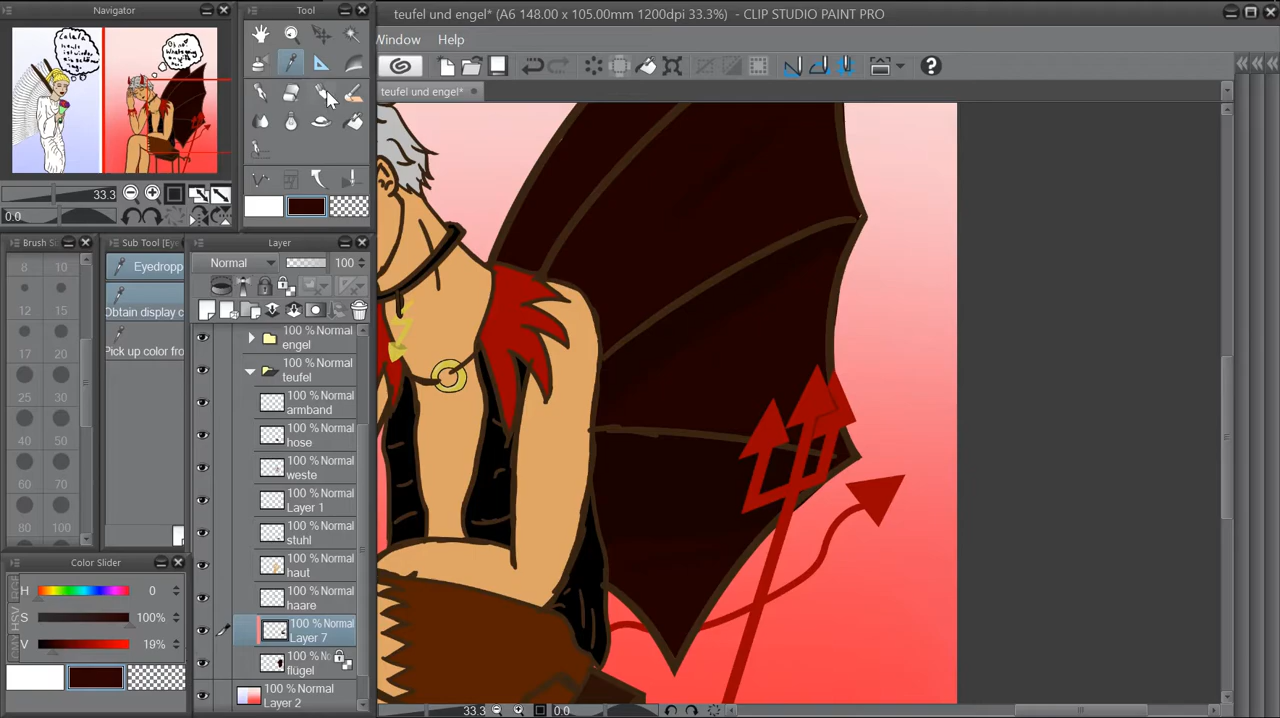 Navigator
Tool
teufel und engel* (A6 148.00 x 105.00mm 1200dpi 33.3%) - CLIP STUDIO PAINT PRO
Window
Help
teufel und engel*
33.3
0.0
Brush S
Sub Tool [Ey
Layer
8
10
12
15
17
20
25
30
40
50
60
70
80
100
Eyedropp
Obtain display c
Pick up color fro
Normal
100
100 % Normal
engel
100 % Normal
teufel
100 % Normal
armband
100 % Normal
hose
100 % Normal
weste
100 % Normal
Layer 1
100 % Normal
stuhl
100 % Normal
haut
100 % Normal
haare
100 % Normal
Layer 7
100 % No
flügel
100 % Normal
Layer 2
Color Slider
H
0
S
100%
V
19%
33.3
0.0